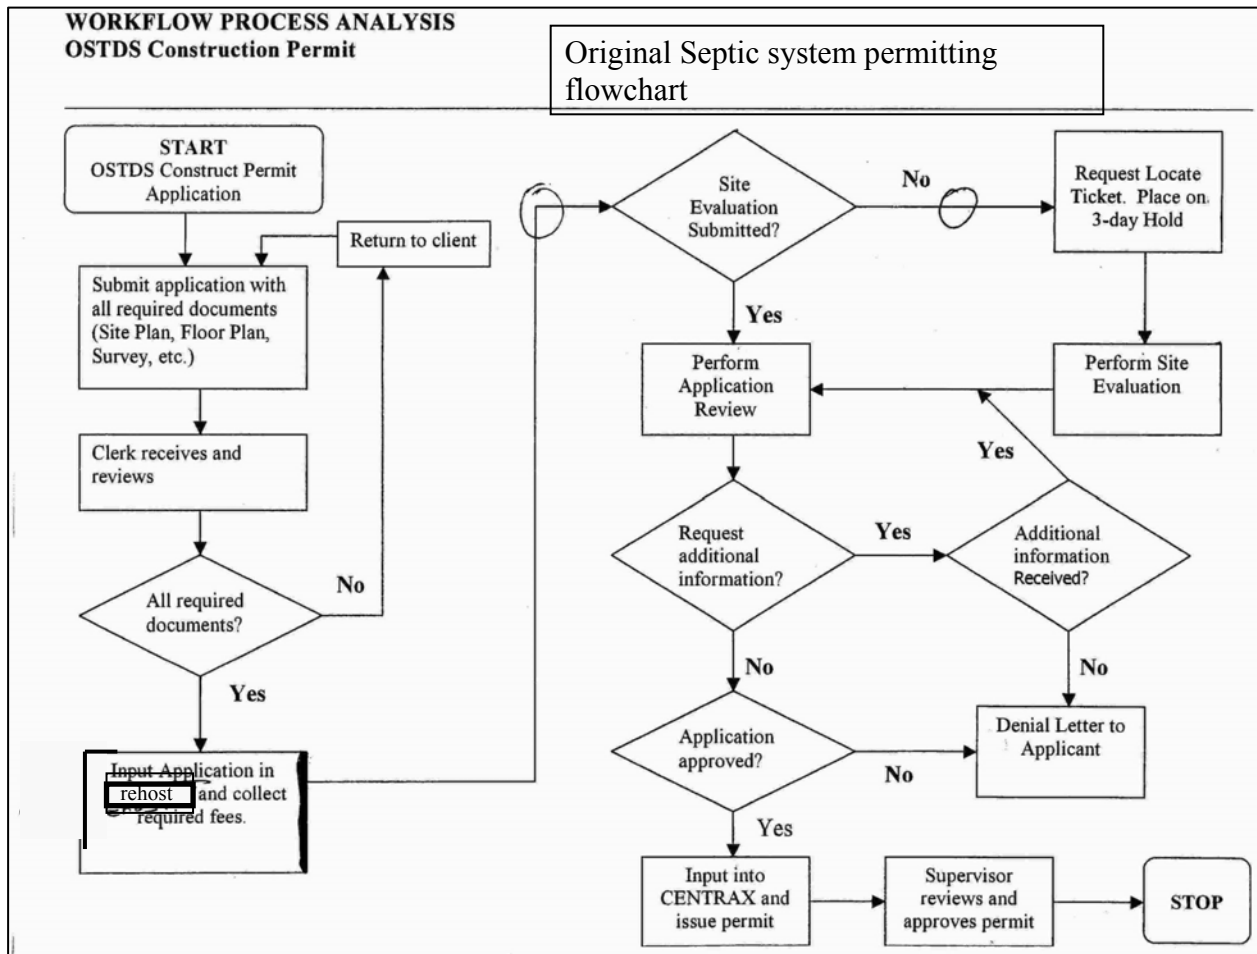 WORKFLOW PROCESS ANALYSIS
OSTDS Construction Permit
Original Septic system permitting
flowchart
START
OSTDS Construct Permit
Application
Return to client
Submit application with
all required documents
(Site Plan, Floor Plan,
Survey, etc.)
Clerk receives and
reviews
All required
documents?
No
Yes
Input Application in
rehost and collect
required fees.
Site
Evaluation
Submitted?
No
Request Locate
Ticket. Place on
3-day Hold
Yes
Perform
Application
Review
Perform Site
Evaluation
Yes
Request
additional
information?
Yes
Additional
information
Received?
No
No
Application
approved?
No
Denial Letter to
Applicant
Yes
Input into
CENTRAX and
issue permit
Supervisor
reviews and
approves permit
STOP